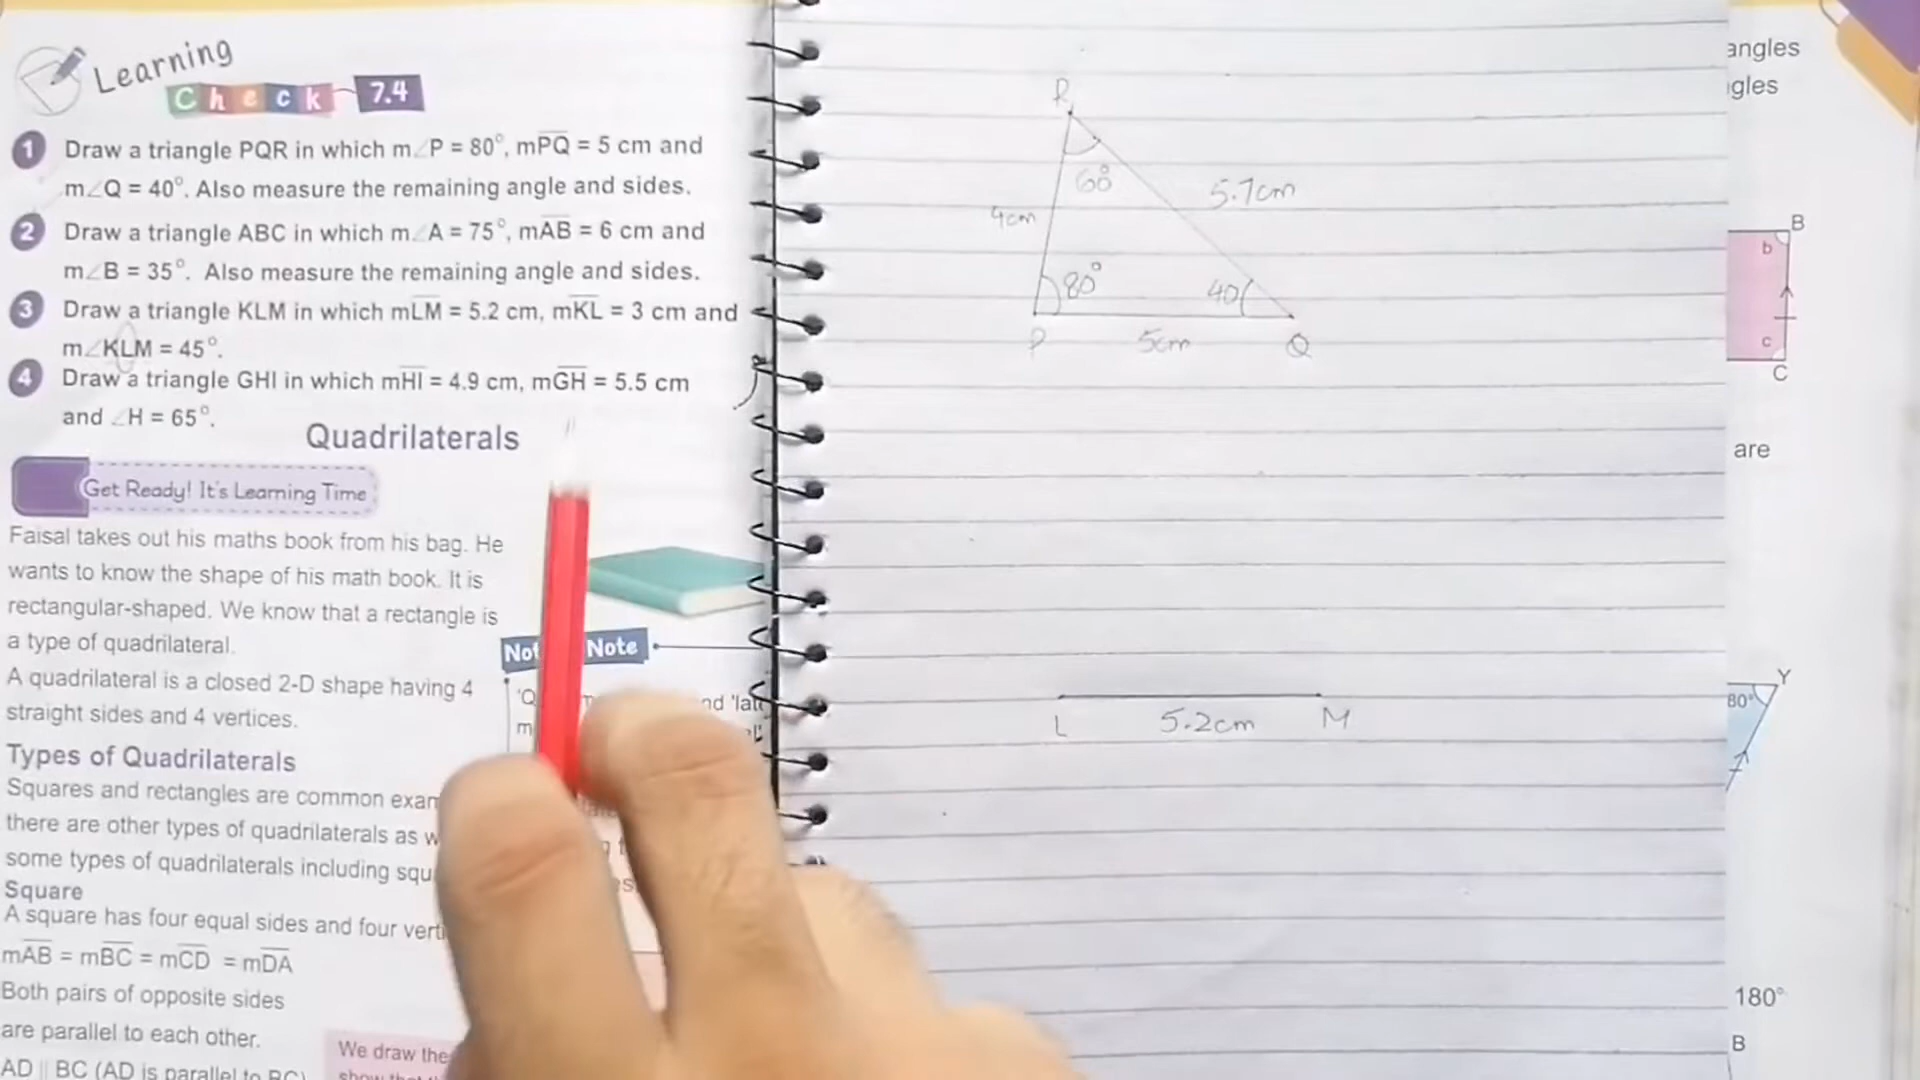 Learning
Check 7.4
1 Draw a triangle PQR in which m∠P = 80°, mPQ = 5 cm and
m∠Q = 40°. Also measure the remaining angle and sides.
2 Draw a triangle ABC in which m∠A = 75°, mAB = 6 cm and
m∠B = 35°. Also measure the remaining angle and sides.
3 Draw a triangle KLM in which mLM = 5.2 cm, mKL = 3 cm and
m∠KLM = 45°.
4 Draw a triangle GHI in which mHI = 4.9 cm, mGH = 5.5 cm
and ∠H = 65°.
Quadrilaterals
Get Ready! It's Learning Time
Faisal takes out his maths book from his bag. He
wants to know the shape of his math book. It is
rectangular-shaped. We know that a rectangle is
a type of quadrilateral.
Note
A quadrilateral is a closed 2-D shape having 4
straight sides and 4 vertices.
Types of Quadrilaterals
Squares and rectangles are common
there are other types of quadrilaterals as
some types of quadrilaterals including
Square
A square has four equal sides and four
mAB = mBC = mCD = mDA
Both pairs of opposite sides
are parallel to each other.
AD || BC (AD is parallel to BC)
We draw the
R
60°
5.7cm
4cm
80°
40
P
5cm
Q
L
5.2cm
M
angles
gles
B
b
c
C
are
Y
80°
180°
B